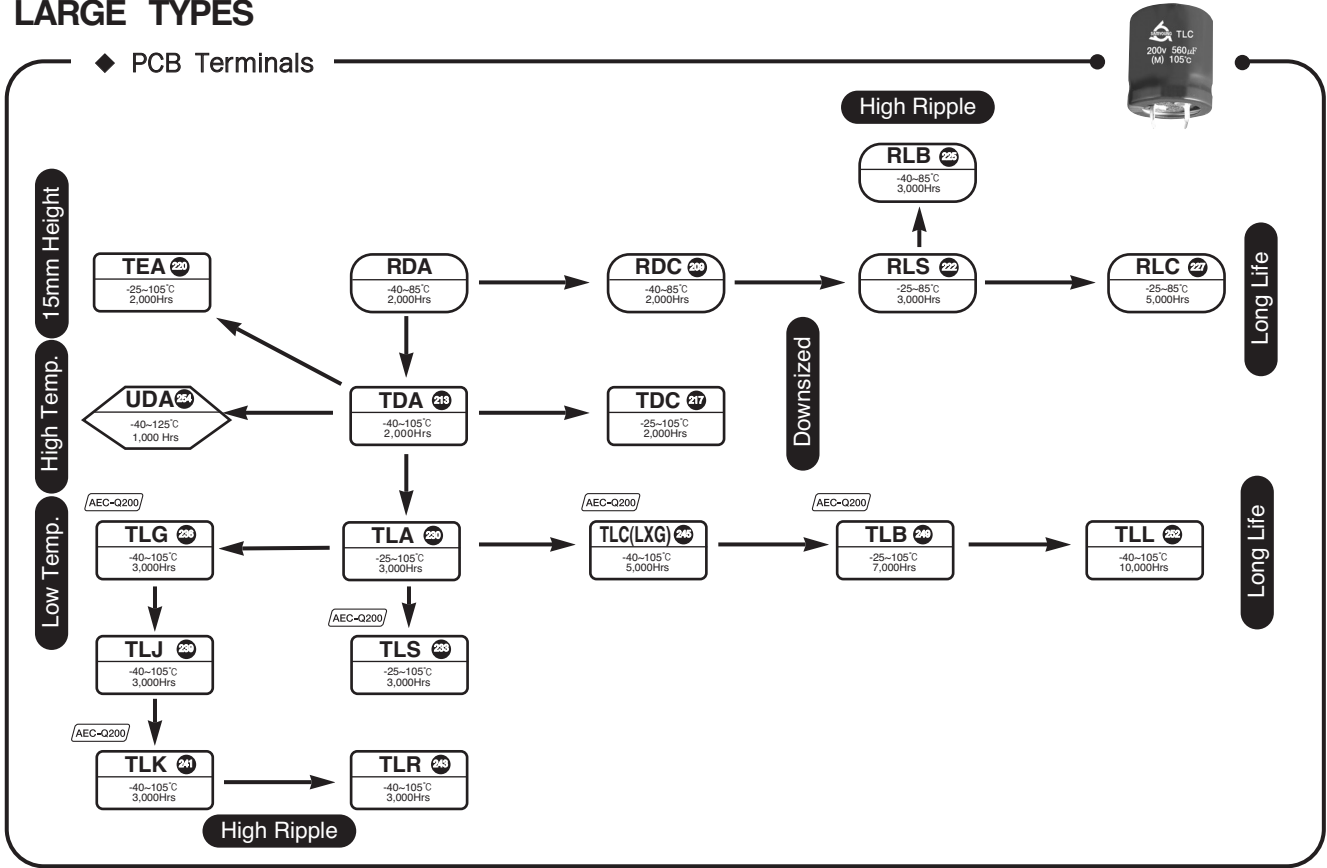 LARGE TYPES
◆ PCB Terminals
SAMYOUNG TLC
200v 560μF
(M) 105°C
High Ripple
RLB 225
-40~85°C
3,000Hrs
15mm Height
TEA 220
-25~105°C
2,000Hrs
RDA
-40~85°C
2,000Hrs
RDC 209
-40~85°C
2,000Hrs
RLS 222
-25~85°C
3,000Hrs
RLC 227
-25~85°C
5,000Hrs
Long Life
High Temp.
UDA 254
-40~125°C
1,000 Hrs
TDA 213
-40~105°C
2,000Hrs
TDC 217
-25~105°C
2,000Hrs
Downsized
Low Temp.
AEC-Q200
TLG 236
-40~105°C
3,000Hrs
TLA 230
-25~105°C
3,000Hrs
AEC-Q200
TLC(LXG) 245
-40~105°C
5,000Hrs
AEC-Q200
TLB 249
-25~105°C
7,000Hrs
TLL 252
-40~105°C
10,000Hrs
Long Life
TLJ 239
-40~105°C
3,000Hrs
AEC-Q200
TLS 233
-25~105°C
3,000Hrs
AEC-Q200
TLK 241
-40~105°C
3,000Hrs
TLR 243
-40~105°C
3,000Hrs
High Ripple